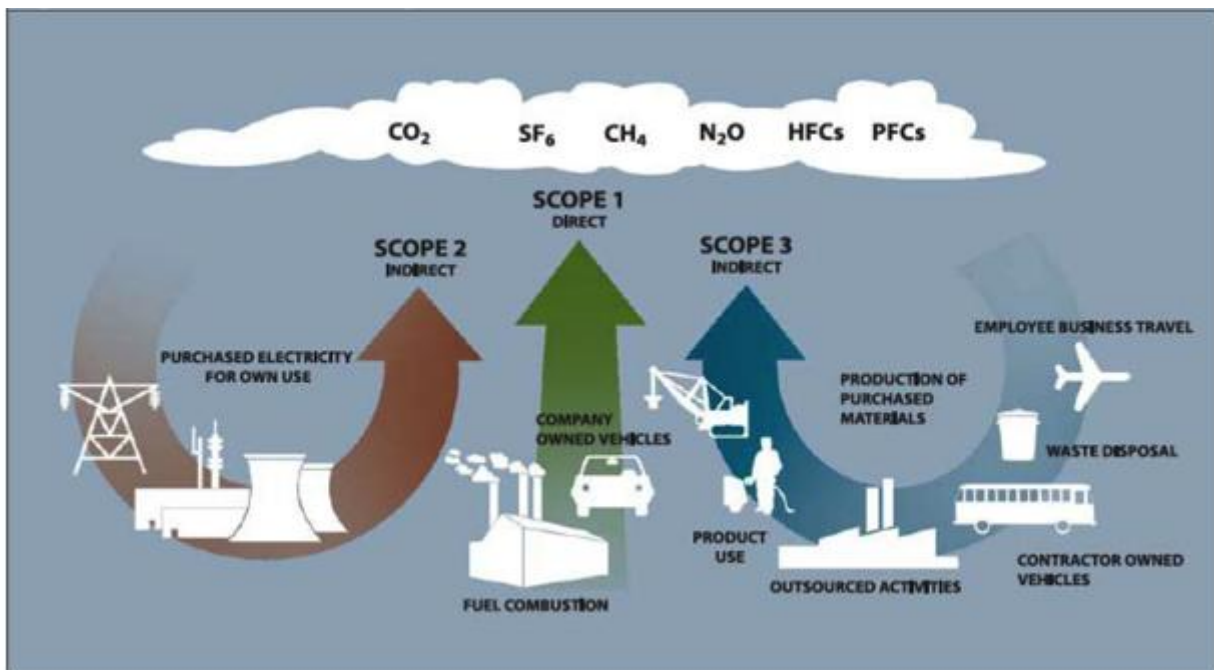 CO₂ SF₆ CH₄ N₂O HFCs PFCs
SCOPE 1
DIRECT
SCOPE 2
INDIRECT
SCOPE 3
INDIRECT
PURCHASED ELECTRICITY
FOR OWN USE
COMPANY
OWNED VEHICLES
FUEL COMBUSTION
EMPLOYEE BUSINESS TRAVEL
PRODUCTION OF
PURCHASED
MATERIALS
WASTE DISPOSAL
PRODUCT
USE
OUTSOURCED ACTIVITIES
CONTRACTOR OWNED
VEHICLES